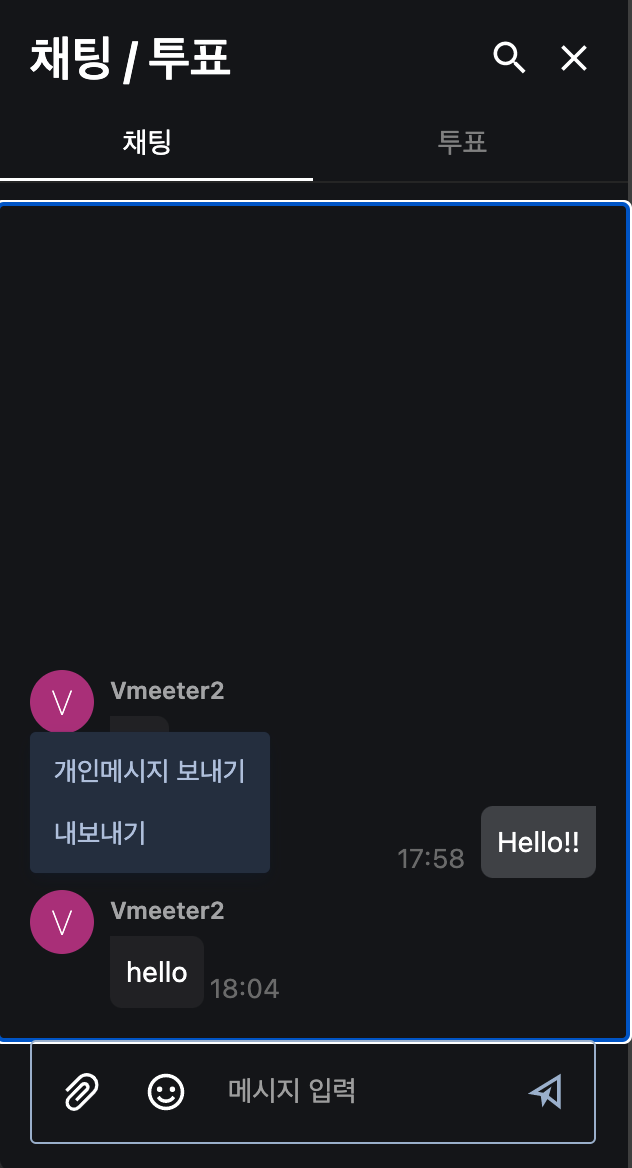 채팅 / 투표
채팅
투표
V
Vmeeter2
개인메시지 보내기
내보내기
17:58
Hello!!
V
Vmeeter2
hello
18:04
메시지 입력